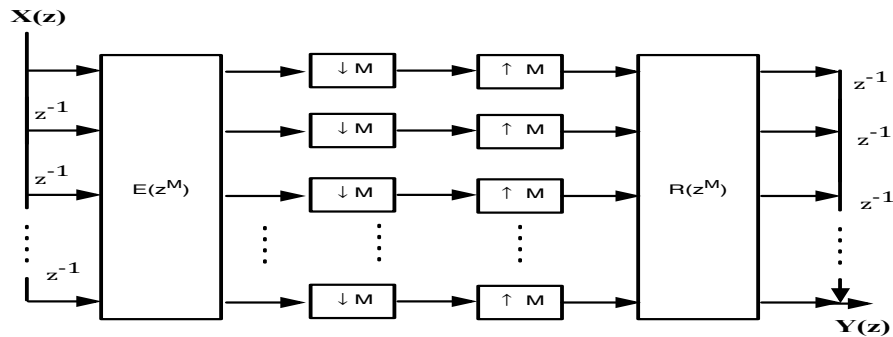 X(z)
↓ M ↑ M
z⁻¹
z⁻¹
↓ M ↑ M
z⁻¹
z⁻¹
E(zᴹ) ↓ M ↑ M R(zᴹ)
z⁻¹
z⁻¹
↓ M ↑ M
Y(z)